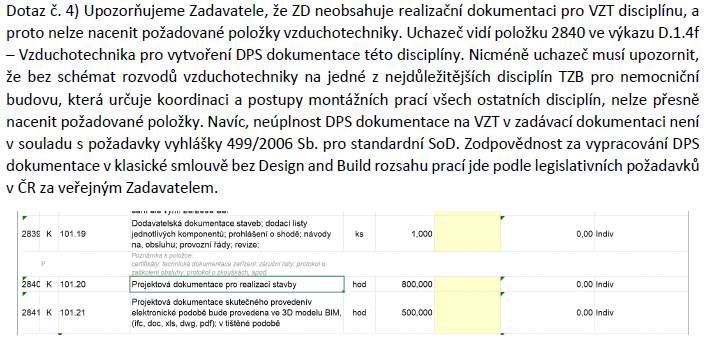 Dotaz č. 4) Upozorňujeme Zadavatele, že ZD neobsahuje realizační dokumentaci pro VZT disciplínu, a
proto nelze nacenit požadované položky vzduchotechniky. Uchazeč vidí položku 2840 ve výkazu D.1.4f
– Vzduchotechnika pro vytvoření DPS dokumentace této disciplíny. Nicméně uchazeč musí upozornit,
že bez schémat rozvodů vzduchotechniky na jedné z nejdůležitějších disciplín TZB pro nemocniční
budovu, která určuje koordinaci a postupy montážních prací všech ostatních disciplín, nelze přesně
nacenit požadované položky. Navíc, neúplnost DPS dokumentace na VZT v zadávací dokumentaci není
v souladu s požadavky vyhlášky 499/2006 Sb. pro standardní SoD. Zodpovědnost za vypracování DPS
dokumentace v klasické smlouvě bez Design and Build rozsahu prací jde podle legislativních požadavků
v ČR za veřejným Zadavatelem.
2839 K 101.19 Dodavatelská dokumentace staveb; dodací listy
jednotlivých komponentů; prohlášení o shodě; návody
na, obsluhu; provozní řády; revize; ks 1,000 0,00 Indiv
P Poznámka k položce:
certifikáty; technická dokumentace zařízení; záruční listy; protokol o
zaškolení obsluhy; protokol o zkouškách, apod.
2840 K 101.20 Projektová dokumentace pro realizaci stavby hod 800,000 0,00 Indiv
2841 K 101.21 Projektová dokumentace skutečného provedenív
elektronické podobě bude provedena ve 3D modelu BIM,
(ifc, doc, xls, dwg, pdf); v tištěné podobě hod 500,000 0,00 Indiv